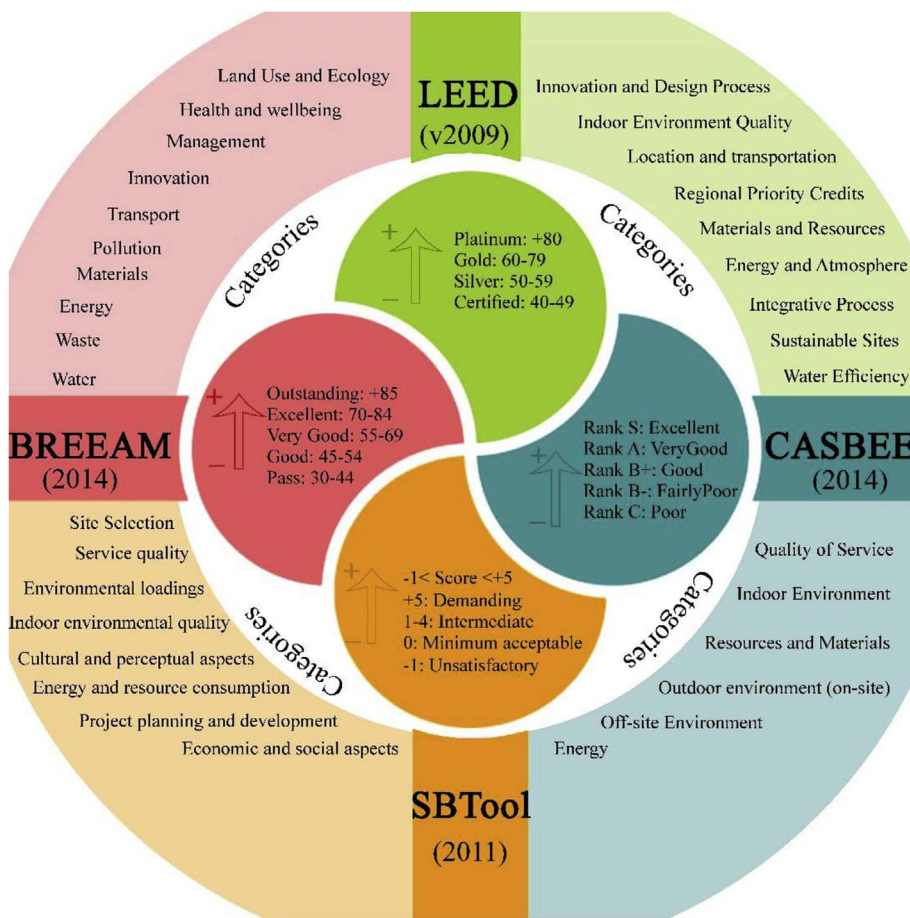 LEED
(v2009)
Land Use and Ecology
Health and wellbeing
Management
Innovation
Transport
Pollution
Materials
Energy
Waste
Water
Categories
Innovation and Design Process
Indoor Environment Quality
Location and transportation
Regional Priority Credits
Materials and Resources
Energy and Atmosphere
Integrative Process
Sustainable Sites
Water Efficiency
Categories
+
−
Platinum: +80
Gold: 60-79
Silver: 50-59
Certified: 40-49
BREEAM
(2014)
+
−
Outstanding: +85
Excellent: 70-84
Very Good: 55-69
Good: 45-54
Pass: 30-44
+
−
Rank S: Excellent
Rank A: VeryGood
Rank B+: Good
Rank B-: FairlyPoor
Rank C: Poor
CASBEE
(2014)
+
−
-1< Score <+5
+5: Demanding
1-4: Intermediate
0: Minimum acceptable
-1: Unsatisfactory
Site Selection
Service quality
Environmental loadings
Indoor environmental quality
Cultural and perceptual aspects
Energy and resource consumption
Project planning and development
Economic and social aspects
Categories
Quality of Service
Indoor Environment
Resources and Materials
Outdoor environment (on-site)
Off-site Environment
Energy
Categories
SBTool
(2011)